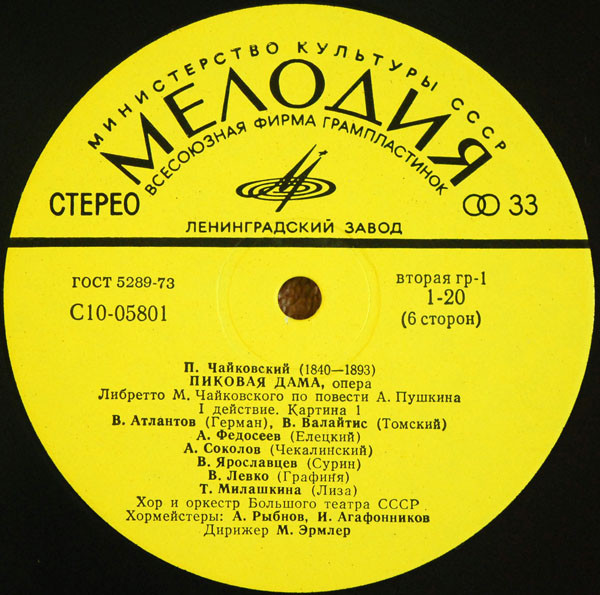 МИНИСТЕРСТВО КУЛЬТУРЫ СССР
МЕЛОДИЯ
ВСЕСОЮЗНАЯ ФИРМА ГРАМПЛАСТИНОК
СТЕРЕО
33
ЛЕНИНГРАДСКИЙ ЗАВОД
ГОСТ 5289-73
С10-05801
вторая гр-1
1-20
(6 сторон)
П. Чайковский (1840—1893)
ПИКОВАЯ ДАМА, опера
Либретто М. Чайковского по повести А. Пушкина
I действие. Картина 1
В. Атлантов (Герман), В. Валайтис (Томский)
А. Федосеев (Елецкий)
А. Соколов (Чекалинский)
В. Ярославцев (Сурин)
В. Левко (Графиня)
Т. Милашкина (Лиза)
Хор и оркестр Большого театра СССР
Хормейстеры: А. Рыбнов, И. Агафонников
Дирижер М. Эрмлер